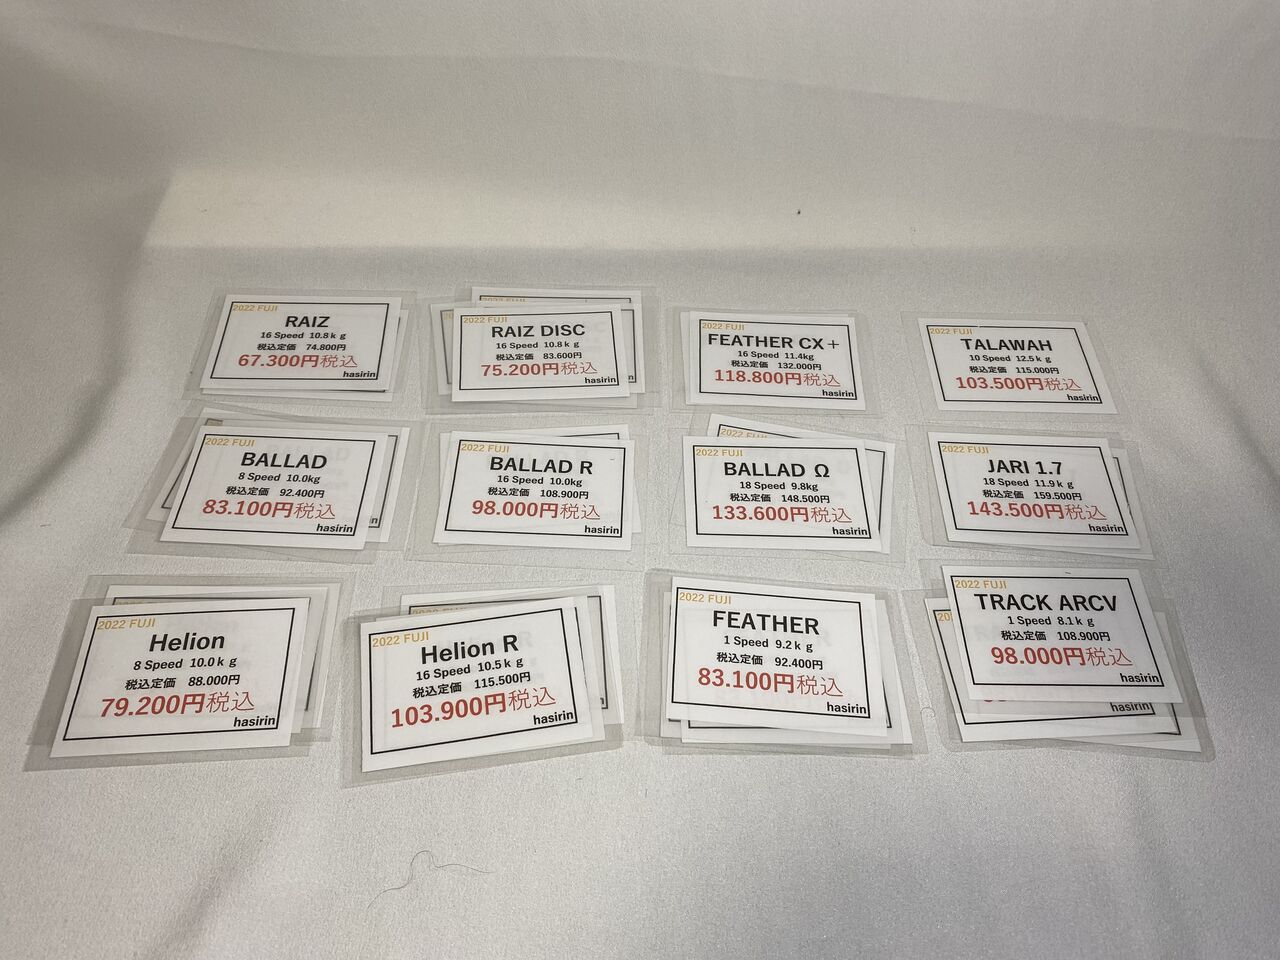 2022 FUJI
RAIZ
16 Speed 10.8ｋｇ
税込定価 74.800円
67.300円税込
hasirin
2022 FUJI
RAIZ DISC
16 Speed 10.8ｋｇ
税込定価 83.600円
75.200円税込
hasirin
2022 FUJI
FEATHER CX＋
16 Speed 11.4kg
税込定価 132.000円
118.800円税込
hasirin
2022 FUJI
TALAWAH
10 Speed 12.5ｋｇ
税込定価 115.000円
103.500円税込
hasirin
2022 FUJI
BALLAD
8 Speed 10.0kg
税込定価 92.400円
83.100円税込
hasirin
2022 FUJI
BALLAD R
16 Speed 10.0kg
税込定価 108.900円
98.000円税込
hasirin
2022 FUJI
BALLAD Ω
18 Speed 9.8kg
税込定価 148.500円
133.600円税込
hasirin
2022 FUJI
JARI 1.7
18 Speed 11.9ｋｇ
税込定価 159.500円
143.500円税込
hasirin
2022 FUJI
Helion
8 Speed 10.0ｋｇ
税込定価 88.000円
79.200円税込
hasirin
2022 FUJI
Helion R
16 Speed 10.5ｋｇ
税込定価 115.500円
103.900円税込
hasirin
2022 FUJI
FEATHER
1 Speed 9.2ｋｇ
税込定価 92.400円
83.100円税込
hasirin
2022 FUJI
TRACK ARCV
1 Speed 8.1ｋｇ
税込定価 108.900円
98.000円税込
hasirin